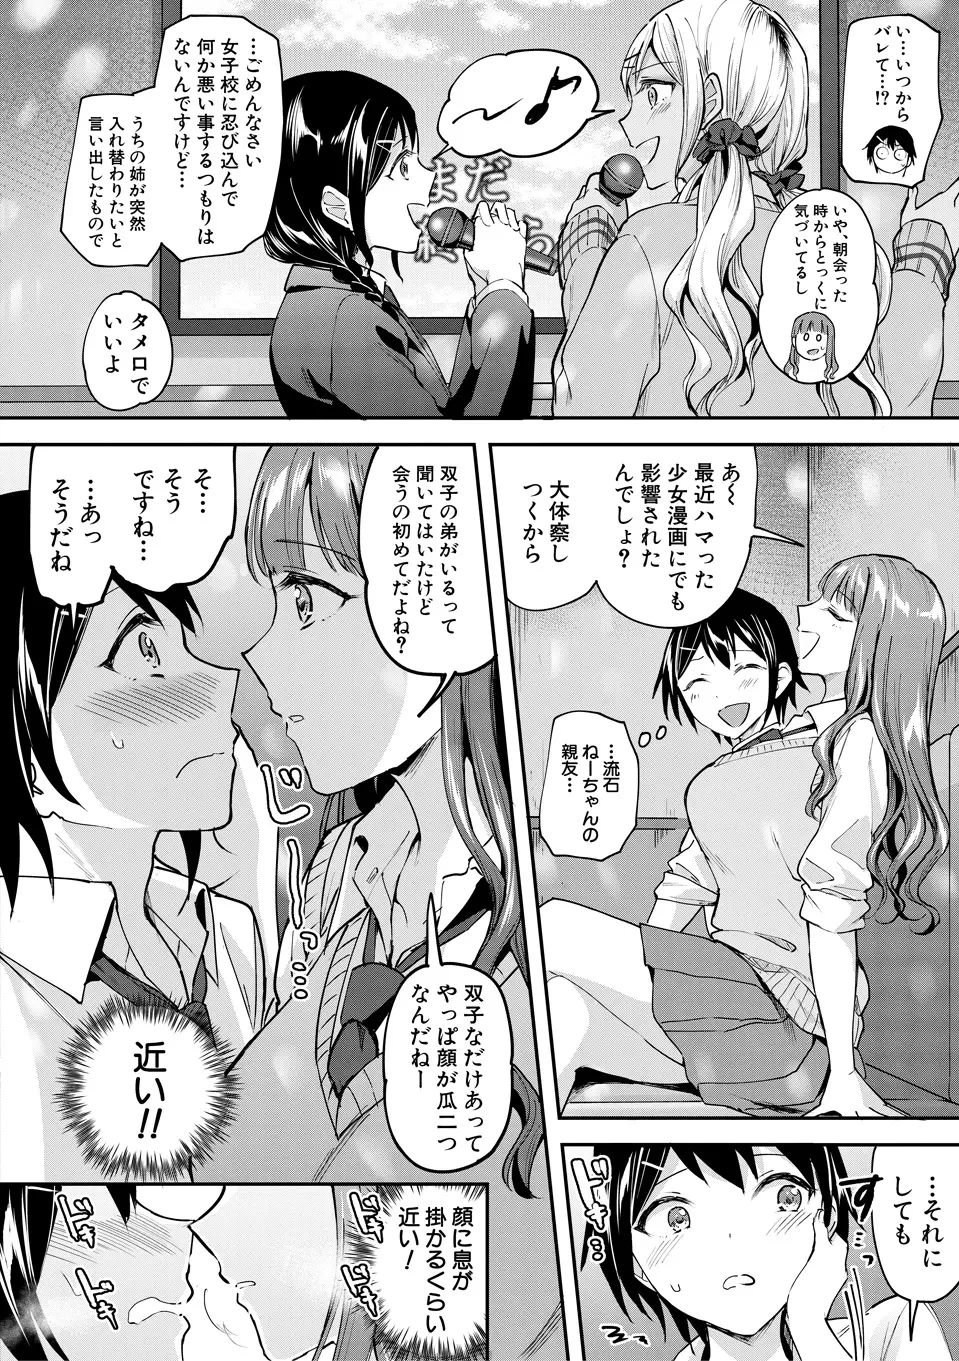 い…いつから
バレて…!?
いや、朝会った
時からとっくに
気づいてるし
まだ
ら
…ごめんなさい
女子校に忍び込んで
何か悪い事するつもりは
ないんですけど…
うちの姉が突然
入れ替わりたいと
言い出したもので
タメ口で
いいよ
あ〜
最近ハマった
少女漫画にでも
影響された
んでしょ？
大体察し
つくから
…流石
ねーちゃんの
親友…
…それに
しても
すっ
ドキ
ドキ
双子の弟がいるって
聞いてはいたけど
会うの初めてだよね？
そ…
そう
ですね…
…あっ
そうだね
じーっ…
双子なだけあって
やっぱ顔が瓜二つ
なんだねー
近い!!
顔に息が
掛かるくらい
近い！
ドキ
ドキ
ドキ
ドキ